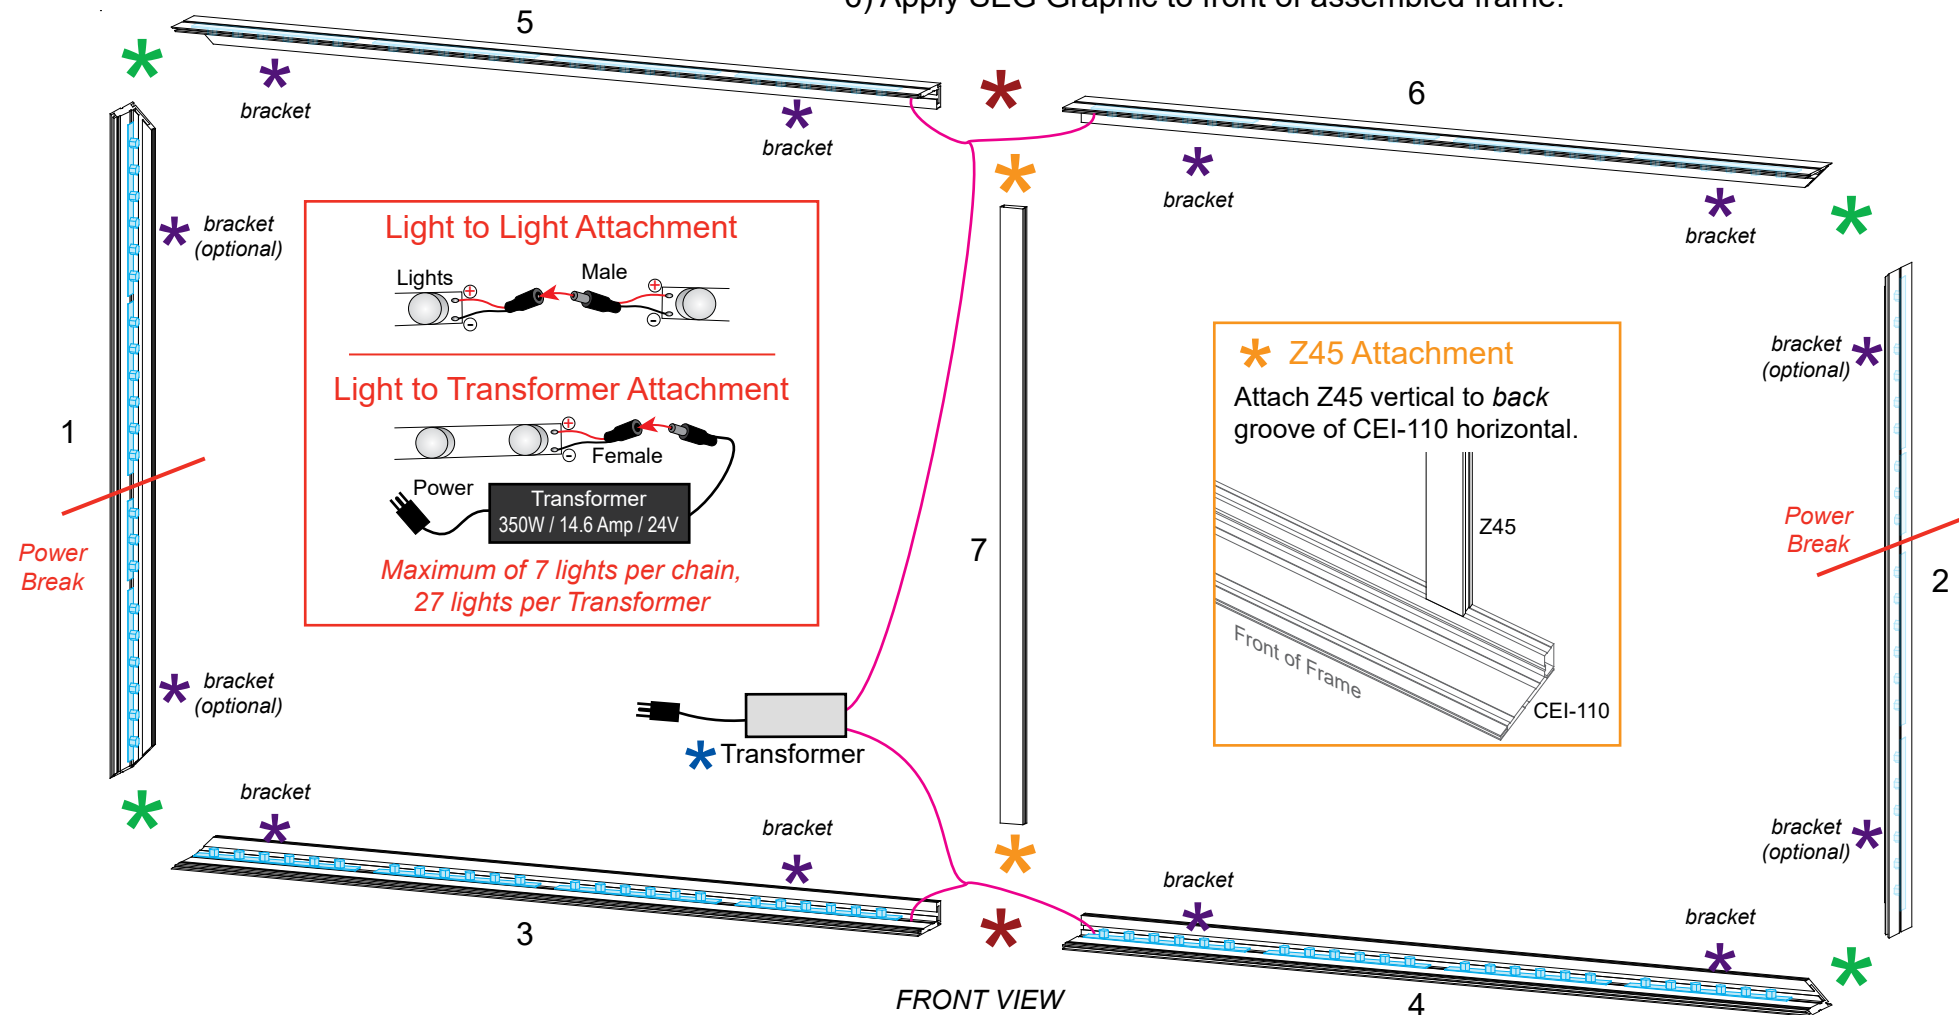 6) Apply SEG Graphic to front of assembled frame.
5
bracket
bracket
6
bracket
bracket
bracket
(optional)
Light to Light Attachment
Lights
Male
+
-
+
-
Light to Transformer Attachment
+
-
Female
Power
Transformer
350W / 14.6 Amp / 24V
Maximum of 7 lights per chain,
27 lights per Transformer
1
Power
Break
bracket
(optional)
7
Z45 Attachment
Attach Z45 vertical to back
groove of CEI-110 horizontal.
Z45
Front of Frame
CEI-110
bracket
(optional)
Power
Break
2
bracket
(optional)
Transformer
bracket
bracket
3
bracket
bracket
4
FRONT VIEW